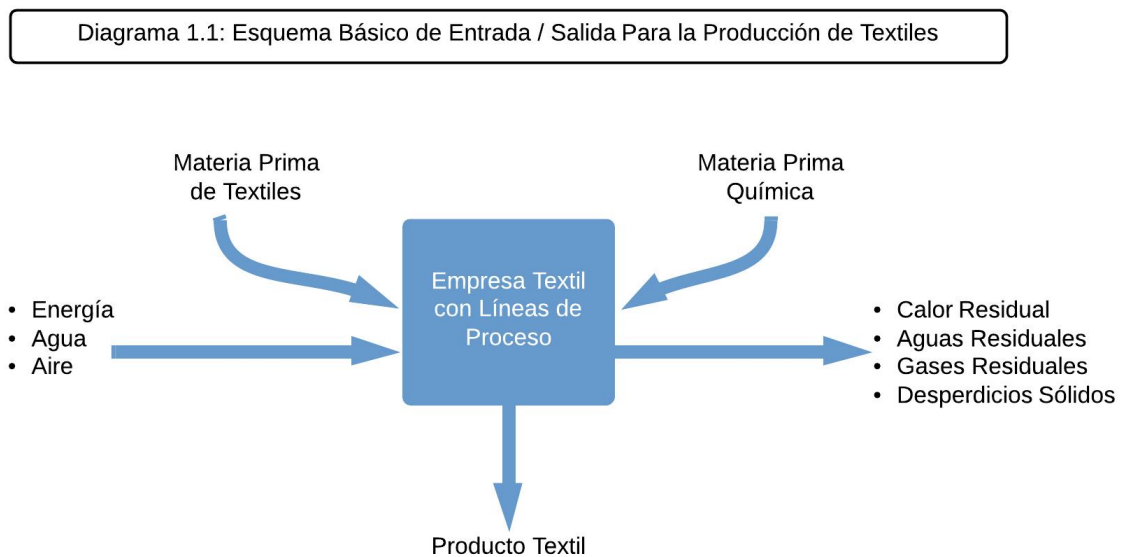 Diagrama 1.1: Esquema Básico de Entrada / Salida Para la Producción de Textiles
Materia Prima
de Textiles
Materia Prima
Química
Empresa Textil
con Líneas de
Proceso
• Energía
• Agua
• Aire
• Calor Residual
• Aguas Residuales
• Gases Residuales
• Desperdicios Sólidos
Producto Textil